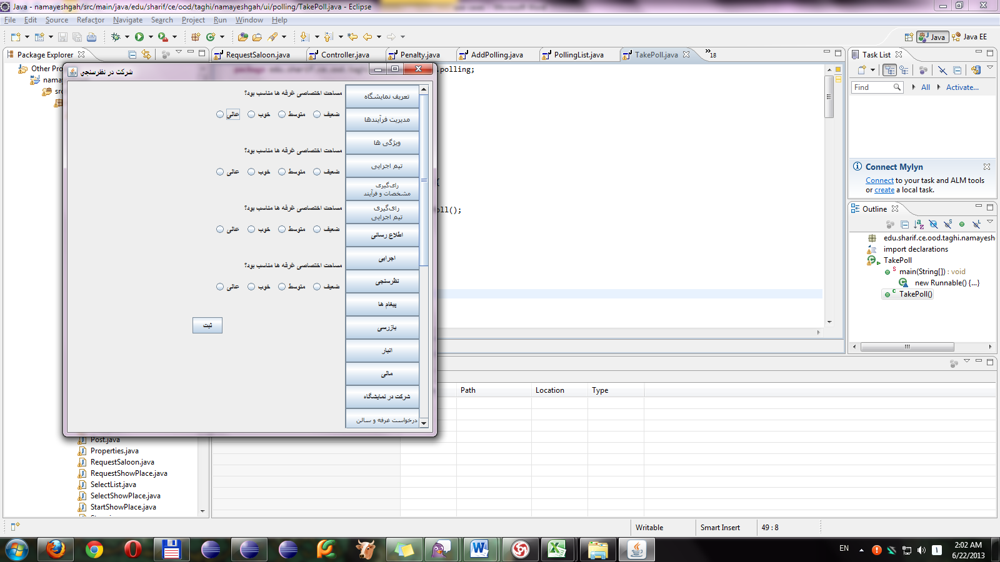 Java - namayeshgah/src/main/java/edu/sharif/ce/ood/taghi/namayeshgah/ui/polling/TakePoll.java - Eclipse
File Edit Source Refactor Navigate Search Project Run Window Help
Java Java EE
Package Explorer
RequestSaloon.java Controller.java Penalty.java AddPolling.java PollingList.java TakePoll.java 18
Task List
Other Pro
.polling;
Find All Activate...
شرکت در نظرسنجی
مساحت اختصاصی غرفه ها مناسب بود؟
ضعیف متوسط خوب عالی
مساحت اختصاصی غرفه ها مناسب بود؟
ضعیف متوسط خوب عالی
مساحت اختصاصی غرفه ها مناسب بود؟
ضعیف متوسط خوب عالی
مساحت اختصاصی غرفه ها مناسب بود؟
ضعیف متوسط خوب عالی
ثبت
تعریف نمایشگاه
مدیریت فرآیندها
ویژگی ها
تیم اجرایی
رای‌گیری
مشخصات و فرآیند
رای‌گیری
تیم اجرایی
اطلاع رسانی
اجرایی
نظرسنجی
پیغام ها
بازرسی
انبار
مالی
شرکت در نمایشگاه
درخواست غرفه و سالن
{
oll();
Connect Mylyn
Connect to your task and ALM tools
or create a local task.
Outline
edu.sharif.ce.ood.taghi.namayesh
import declarations
TakePoll
main(String[]) : void
new Runnable() {...}
TakePoll()
Path Location Type
Post.java
Properties.java
RequestSaloon.java
RequestShowPlace.java
SelectList.java
SelectShowPlace.java
StartShowPlace.java
Writable Smart Insert 49 : 8
EN
2:02 AM
6/22/2013